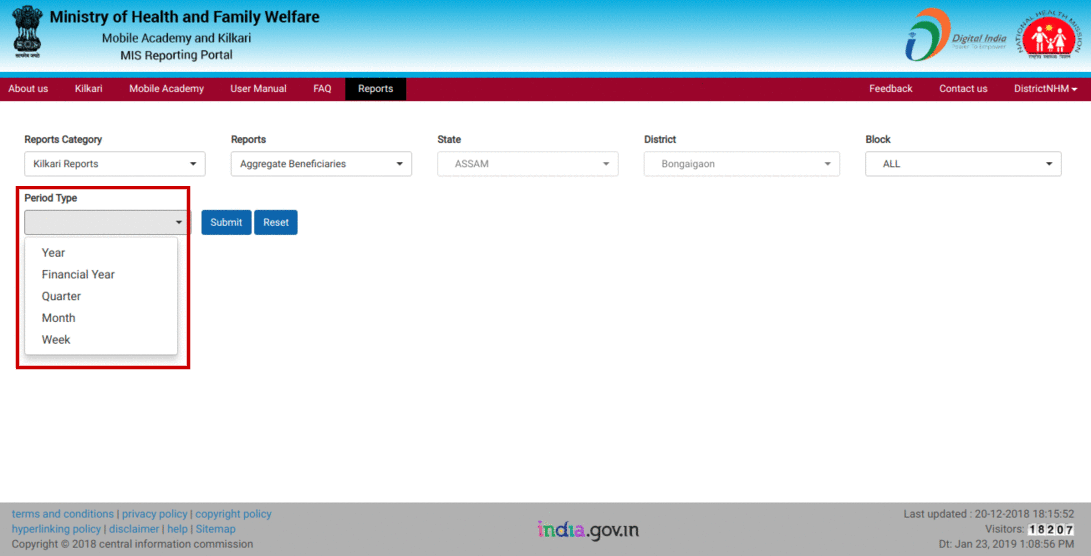 Ministry of Health and Family Welfare
Mobile Academy and Kilkari
MIS Reporting Portal
Digital India
Power To Empower
NATIONAL HEALTH MISSION
About us Kilkari Mobile Academy User Manual FAQ Reports Feedback Contact us DistrictNHM
Reports Category Reports State District Block
Kilkari Reports Aggregate Beneficiaries ASSAM Bongaigaon ALL
Period Type
Submit Reset
Year
Financial Year
Quarter
Month
Week
terms and conditions | privacy policy | copyright policy
hyperlinking policy | disclaimer | help | Sitemap
Copyright © 2018 central information commission
india.gov.in
Last updated : 20-12-2018 18:15:52
Visitors: 18207
Dt: Jan 23, 2019 1:08:56 PM